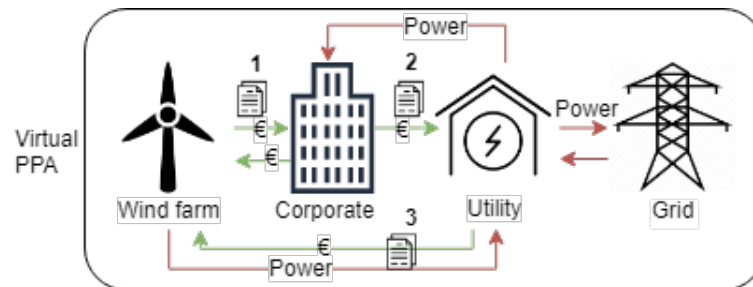 Power
1
2
Power
€
€
€
Virtual
PPA
Wind farm
Corporate
Utility
Grid
3
€
Power